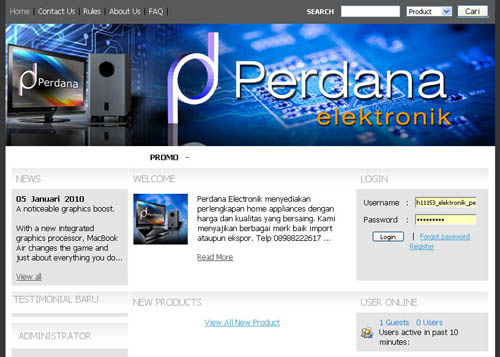 Home | Contact Us | Rules | About Us | FAQ |
SEARCH Product Cari
Perdana
Perdana
elektronik
PROMO -
NEWS
05 Januari 2010
A noticeable graphics boost.
With a new integrated
graphics processor, MacBook
Air changes the game and
just about everything you do...
View all
TESTIMONIAL BARU
ADMINISTRATOR
WELCOME
Perdana Electronik menyediakan
perlengkapan home appliances dengan
harga dan kualitas yang bersaing. Kami
menyajikan berbagai merk baik import
ataupun ekspor. Telp 08988222617 ...
Read More
NEW PRODUCTS
View All New Product
LOGIN
Username : h11153_elektronik_pe
Password : •••••••••
Login | Forgot password
Register
USER ONLINE
1 Guests 0 Users
Users active in past 10
minutes: